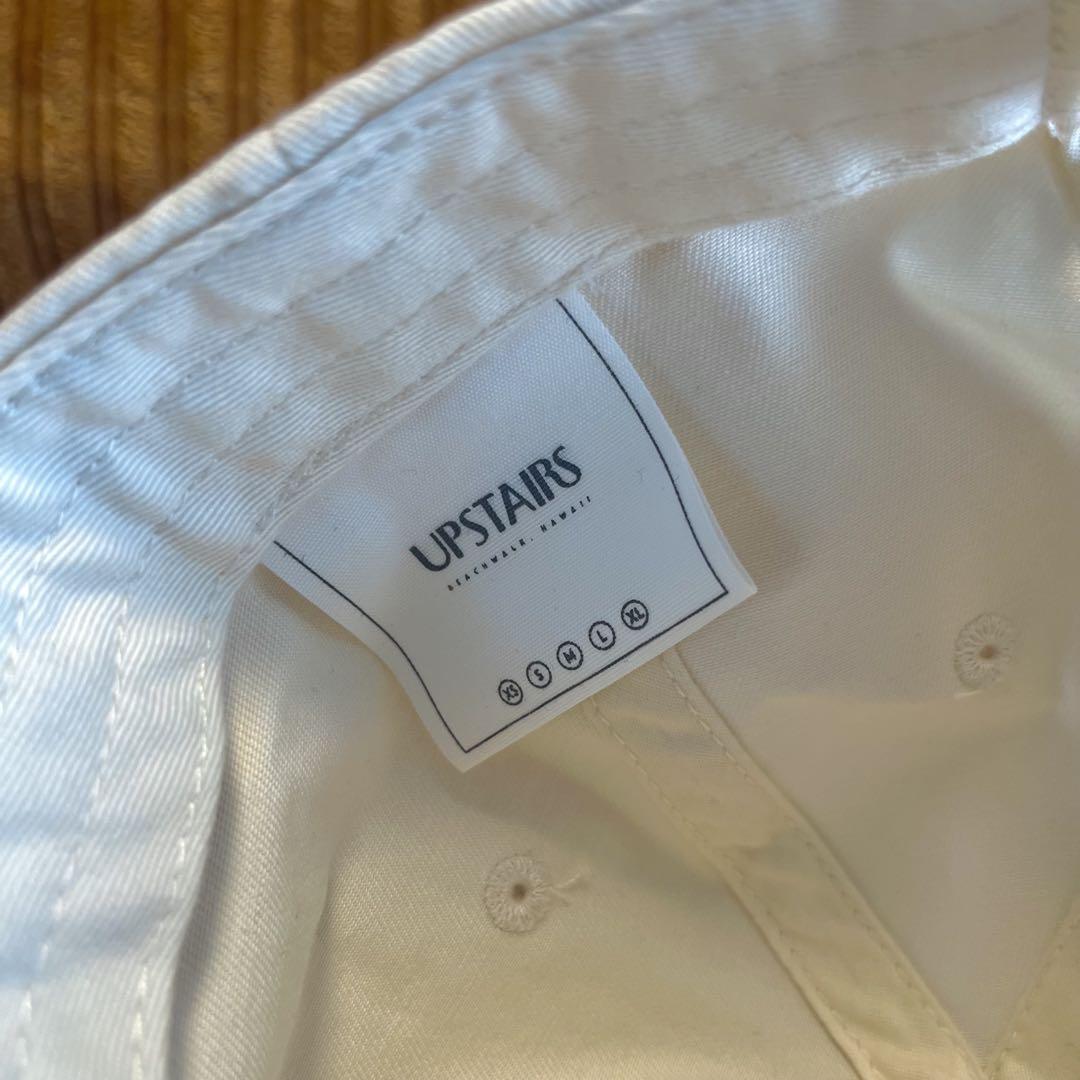 UPSTAIRS
BEACHWALK, HAWAII
XS S M L XL